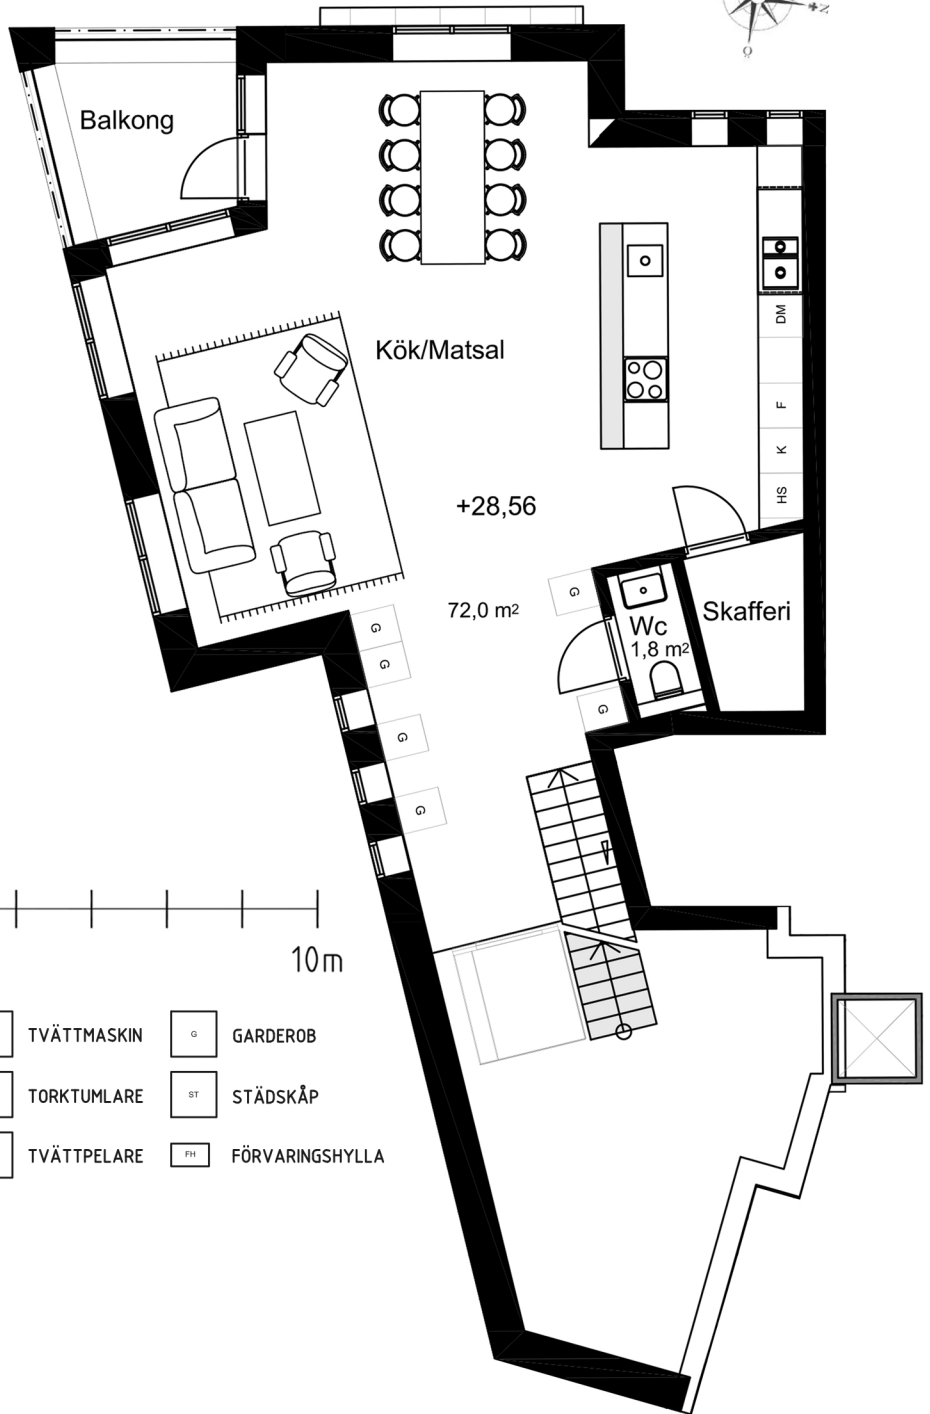 N
O
Balkong
DM
Kök/Matsal
F
K
HS
+28,56
G
72,0 m²
Skafferi
Wc
1,8 m²
G
G
G
G
G
10m
TVÄTTMASKIN
G
GARDEROB
TORKTUMLARE
ST
STÄDSKÅP
TVÄTTPELARE
FH
FÖRVARINGSHYLLA